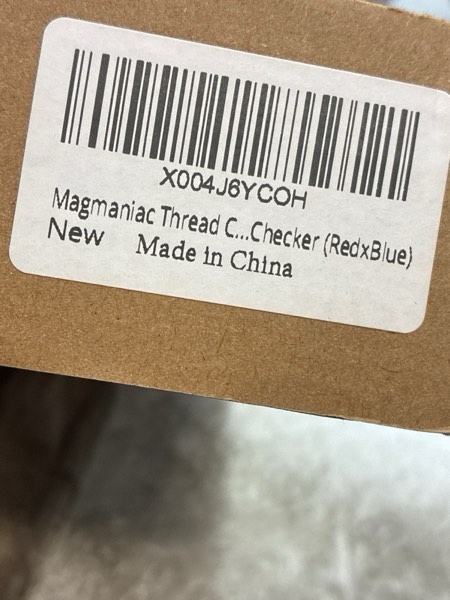 X004J6YCOH
Magmaniac Thread C...Checker (RedxBlue)
New Made in China